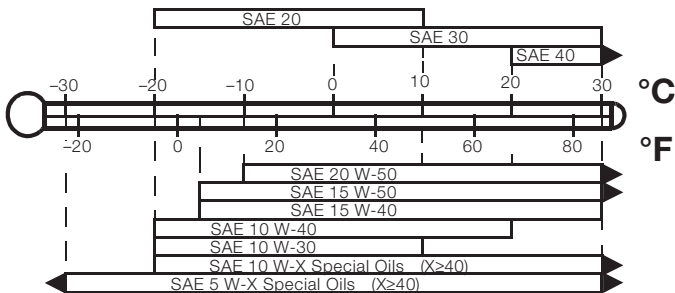 SAE 20
SAE 30
SAE 40
–30 –20 –10 0 10 20 30 °C
–20 0 20 40 60 80 °F
SAE 20 W-50
SAE 15 W-50
SAE 15 W-40
SAE 10 W-40
SAE 10 W-30
SAE 10 W-X Special Oils (X≥40)
SAE 5 W-X Special Oils (X≥40)